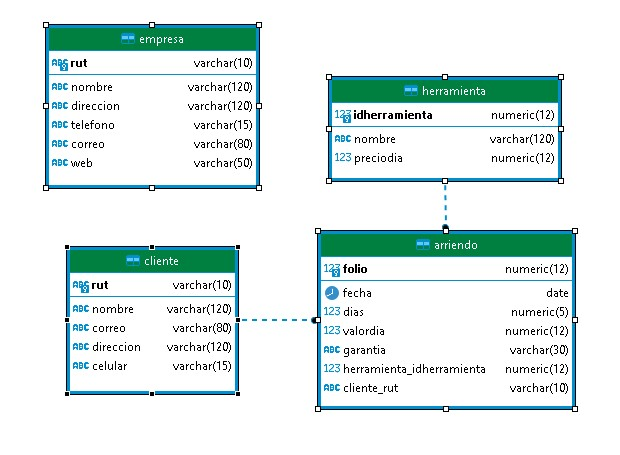 empresa
rut varchar(10)
nombre varchar(120)
direccion varchar(120)
telefono varchar(15)
correo varchar(80)
web varchar(50)
herramienta
idherramienta numeric(12)
nombre varchar(120)
preciodia numeric(12)
cliente
rut varchar(10)
nombre varchar(120)
correo varchar(80)
direccion varchar(120)
celular varchar(15)
arriendo
folio numeric(12)
fecha date
dias numeric(5)
valordia numeric(12)
garantia varchar(30)
herramienta_idherramienta numeric(12)
cliente_rut varchar(10)